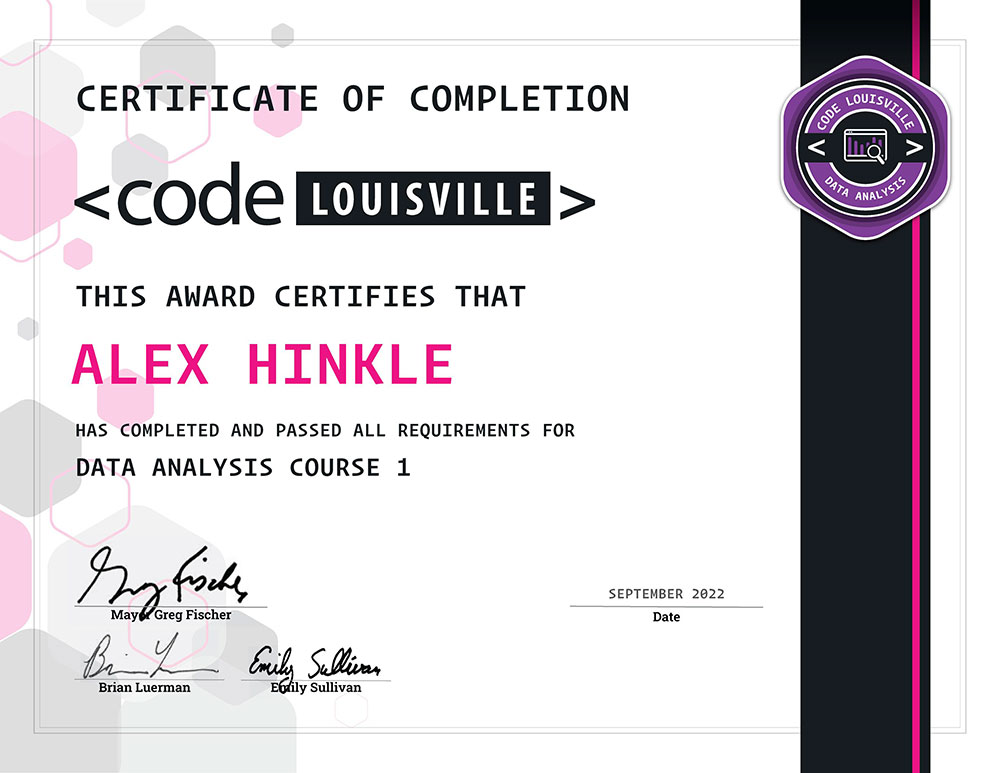 CERTIFICATE OF COMPLETION
<code LOUISVILLE>
THIS AWARD CERTIFIES THAT
ALEX HINKLE
HAS COMPLETED AND PASSED ALL REQUIREMENTS FOR
DATA ANALYSIS COURSE 1
CODE LOUISVILLE
< >
DATA ANALYSIS
Greg Fischer
Mayor Greg Fischer
SEPTEMBER 2022
Date
Brian Luerman
Emily Sullivan
Emily Sullivan